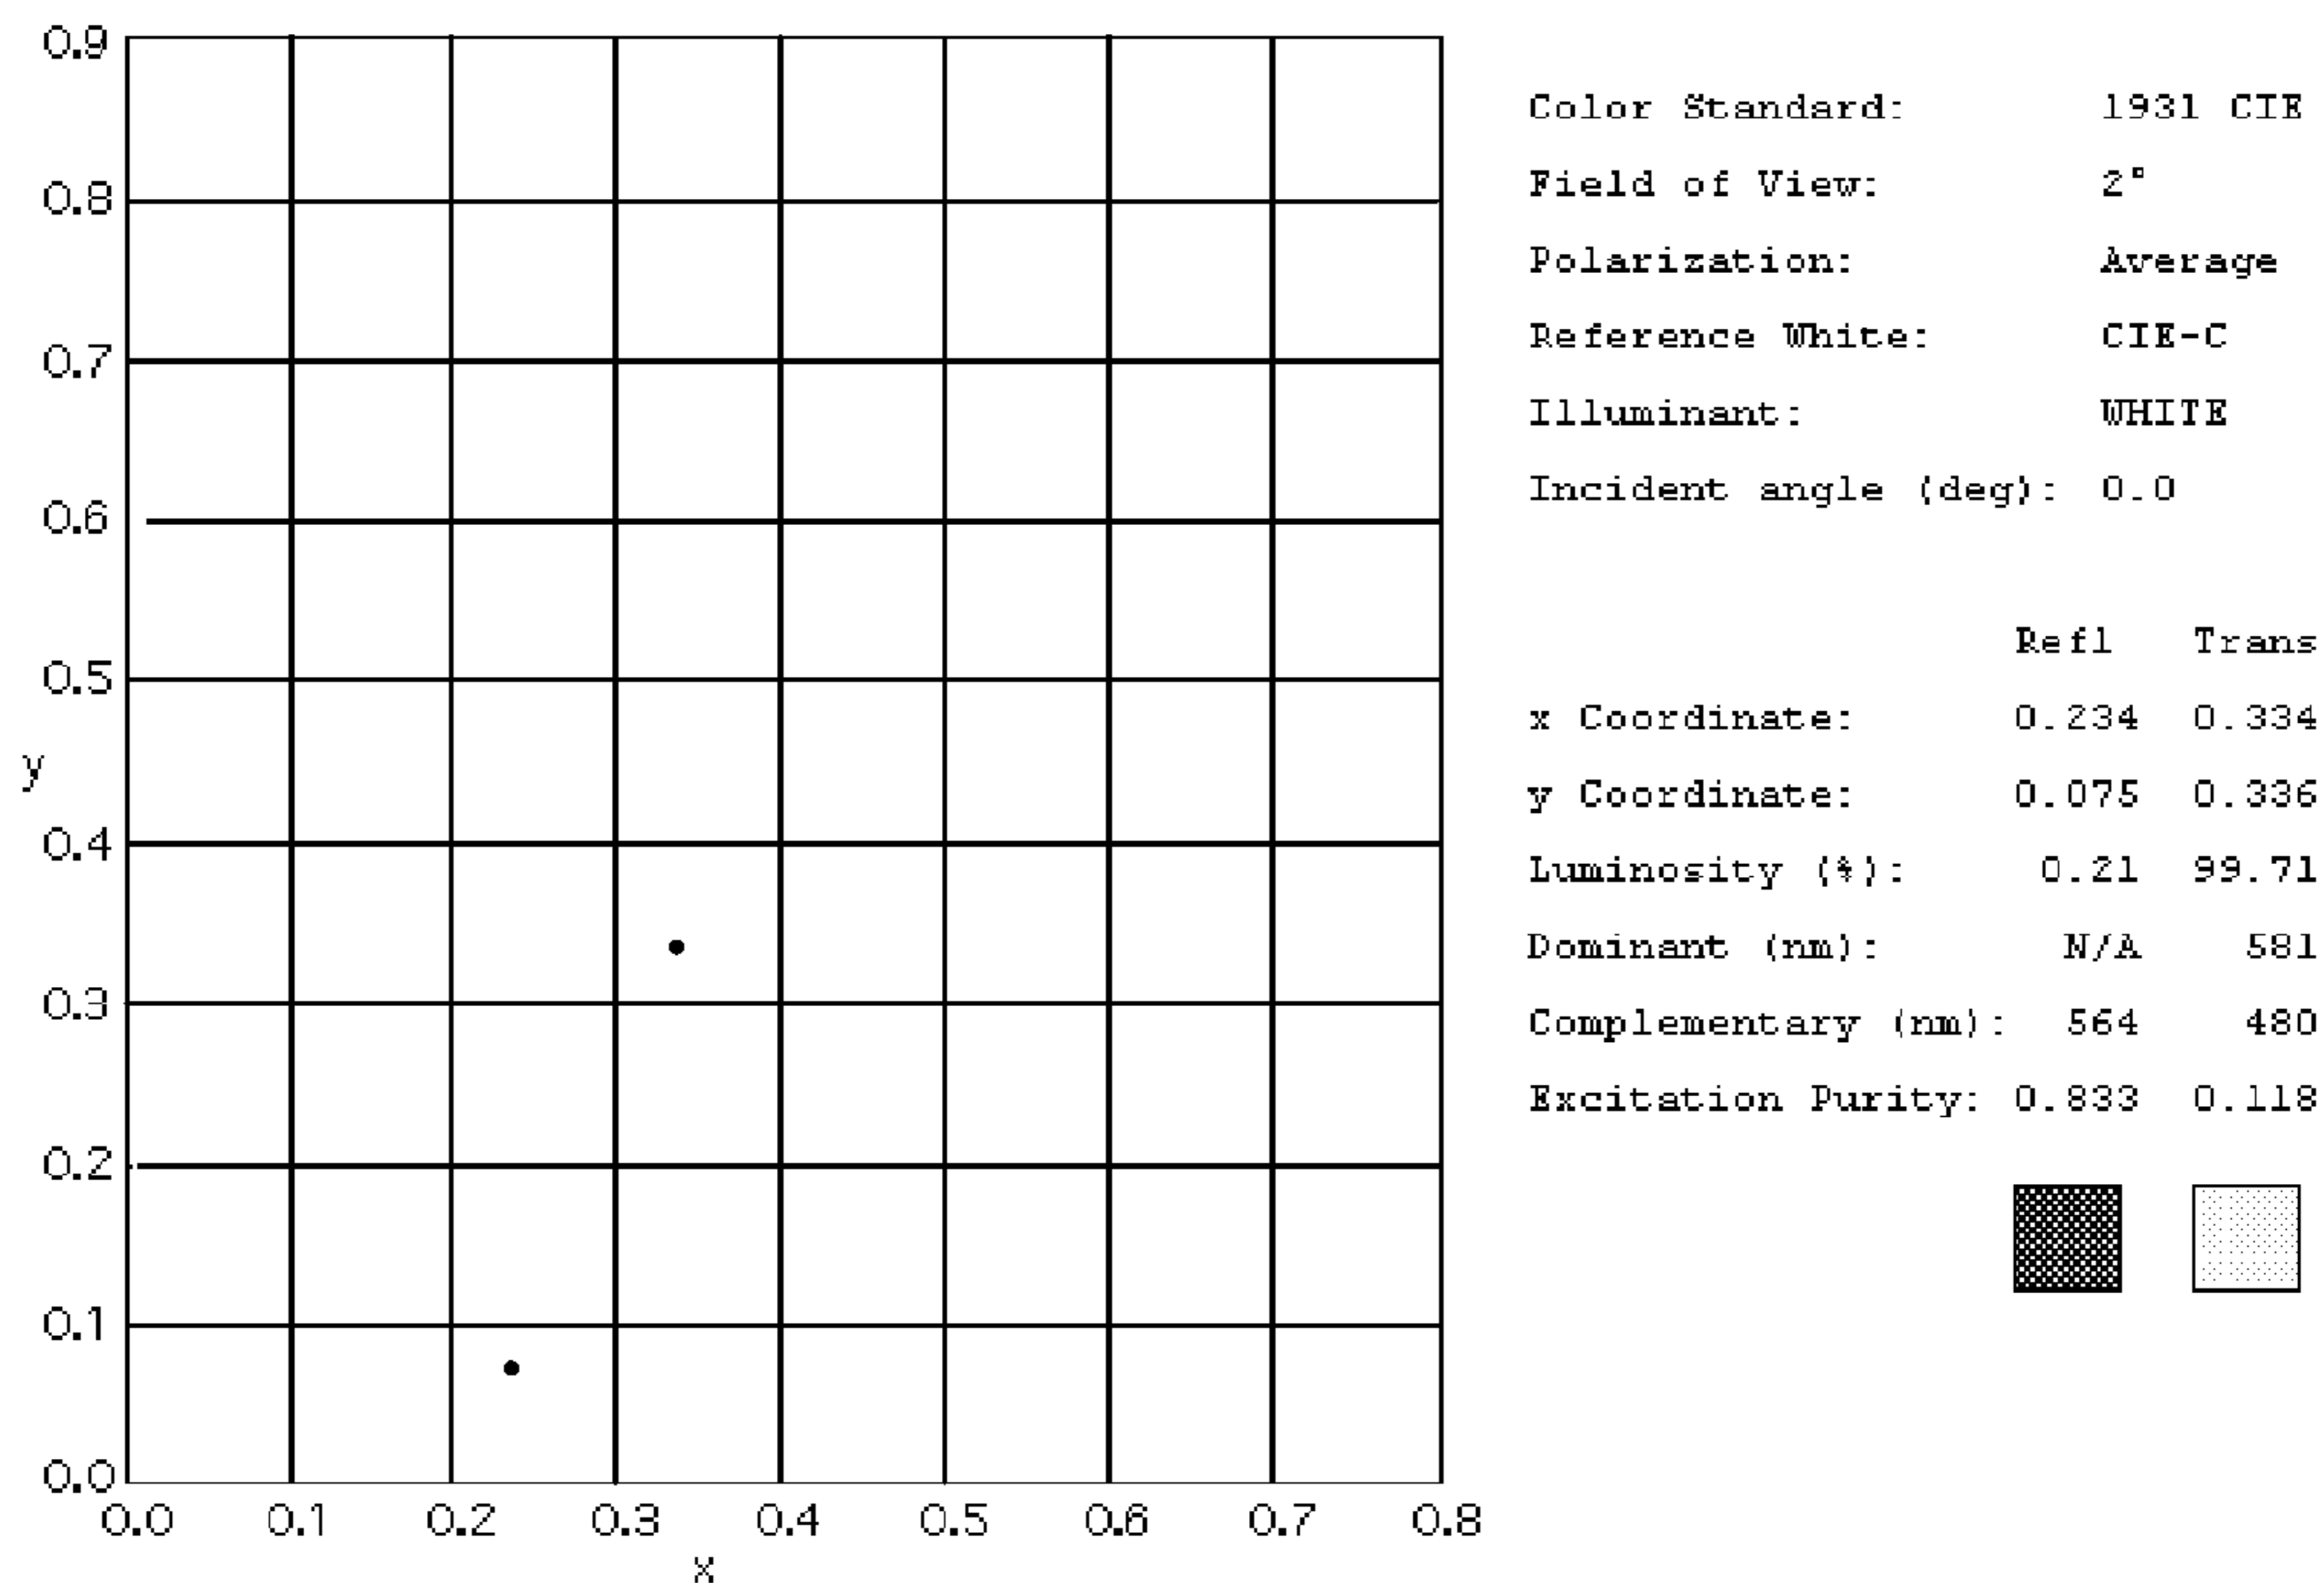 0.9
0.8
0.7
0.6
0.5
y
0.4
0.3
0.2
0.1
0.0
0.0 0.1 0.2 0.3 0.4 0.5 0.6 0.7 0.8
x
Color Standard: 1931 CIE
Field of View: 2°
Polarization: Average
Reference White: CIE-C
Illuminant: WHITE
Incident angle (deg): 0.0
Refl Trans
x Coordinate: 0.234 0.334
y Coordinate: 0.075 0.336
Luminosity (%): 0.21 99.71
Dominant (nm): N/A 581
Complementary (nm): 564 480
Excitation Purity: 0.833 0.118